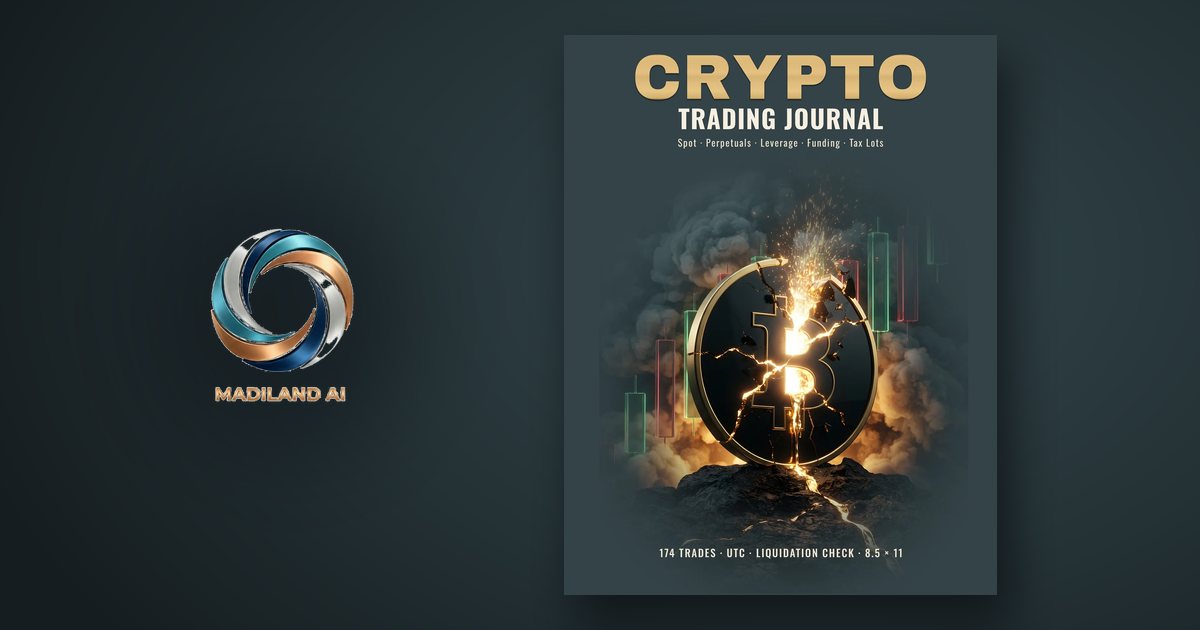 MADILAND AI
CRYPTO
TRADING JOURNAL
Spot · Perpetuals · Leverage · Funding · Tax Lots
174 TRADES · UTC · LIQUIDATION CHECK · 8.5 × 11